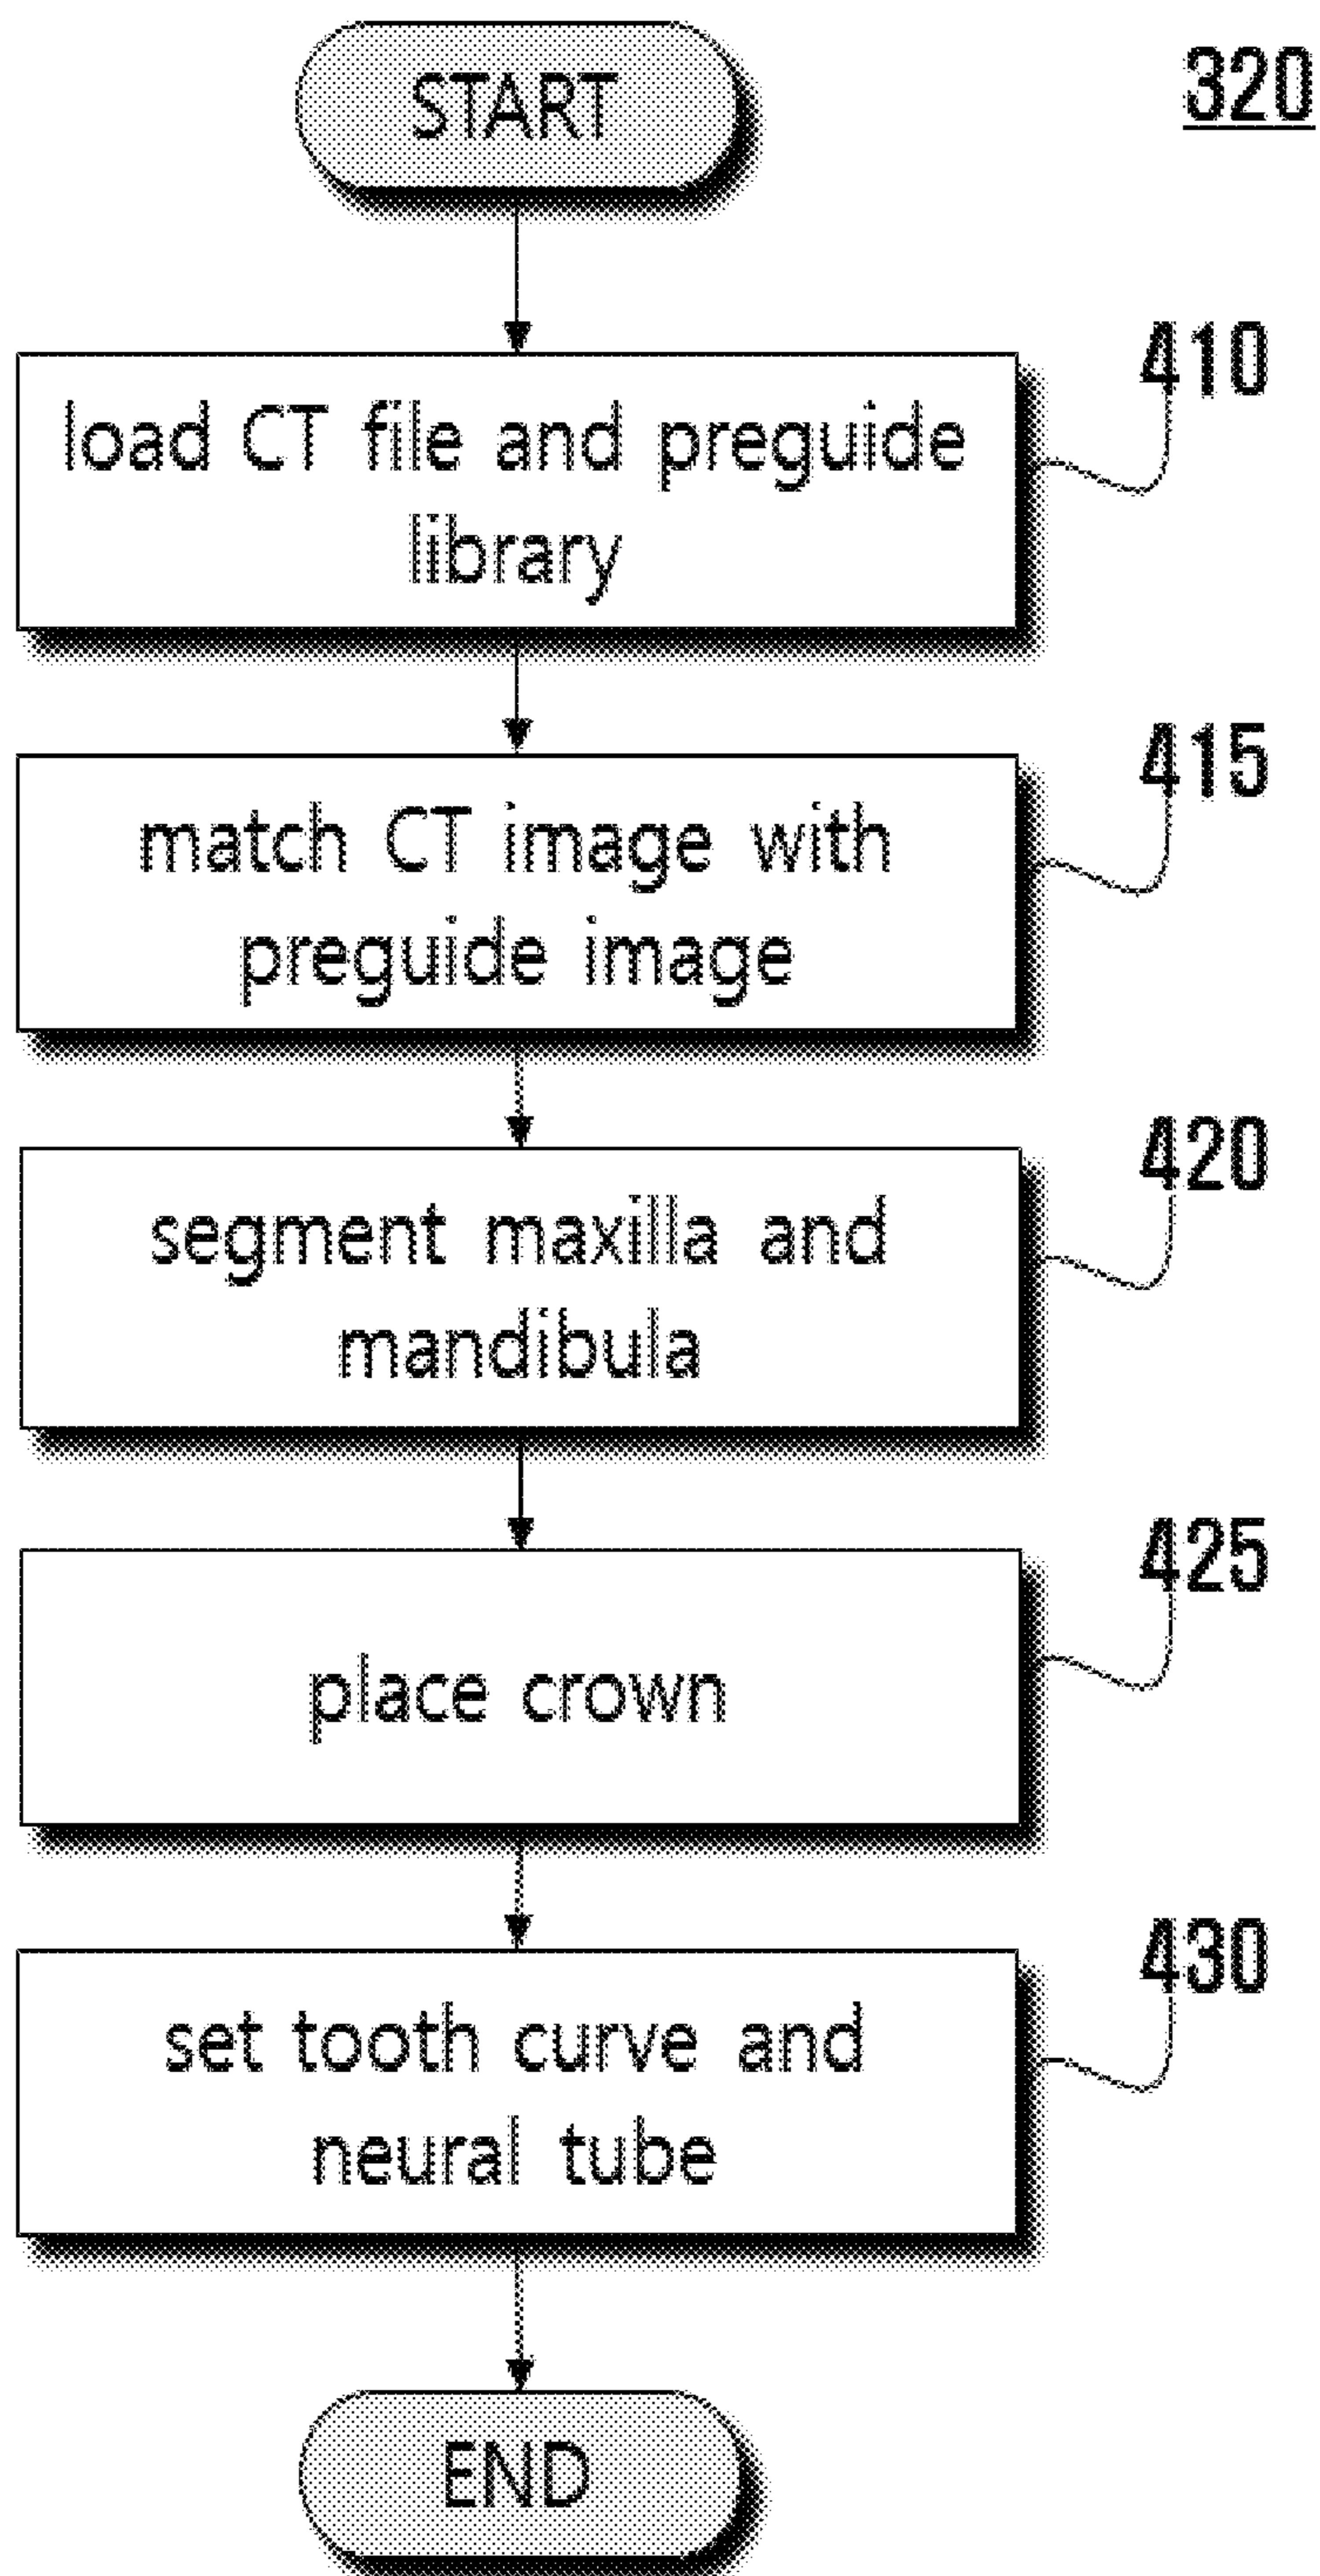 START
320
410
load CT file and preguide
library
415
match CT image with
preguide image
420
segment maxilla and
mandibula
425
place crown
430
set tooth curve and
neural tube
END